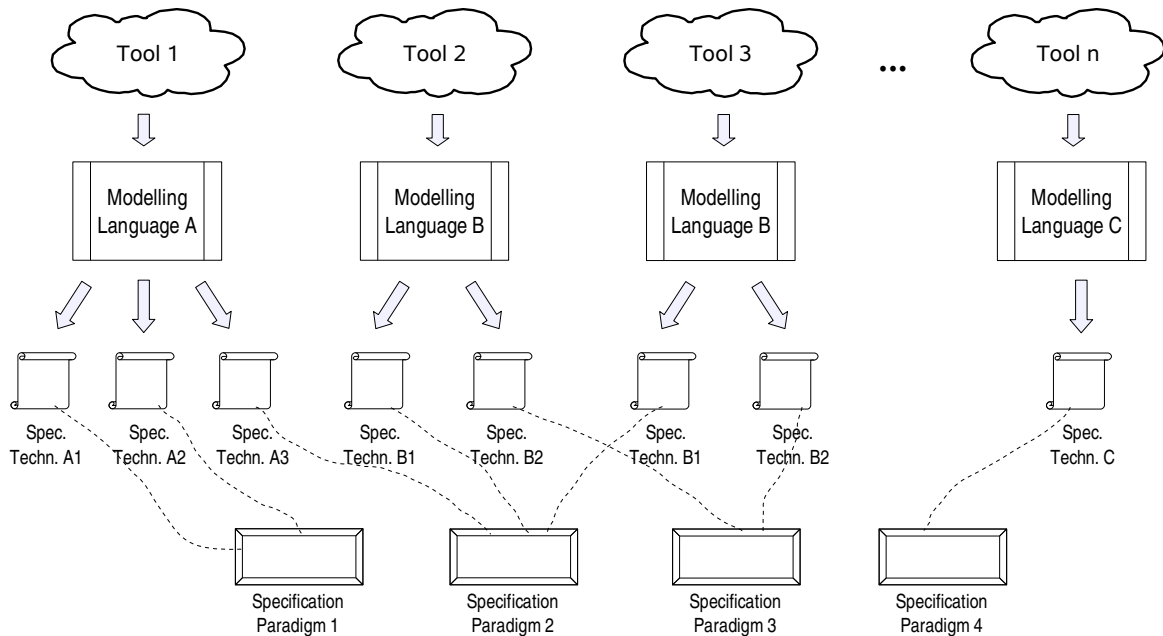 Tool 1
Tool 2
Tool 3
...
Tool n
Modelling
Language A
Modelling
Language B
Modelling
Language B
Modelling
Language C
Spec.
Techn. A1
Spec.
Techn. A2
Spec.
Techn. A3
Spec.
Techn. B1
Spec.
Techn. B2
Spec.
Techn. B1
Spec.
Techn. B2
Spec.
Techn. C
Specification
Paradigm 1
Specification
Paradigm 2
Specification
Paradigm 3
Specification
Paradigm 4